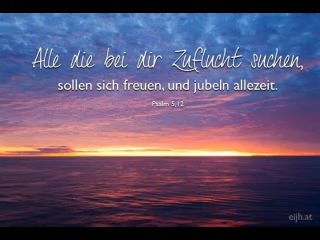 Alle die bei dir Zuflucht suchen,
sollen sich freuen, und jubeln allezeit.
Psalm 5,12
eijh.at